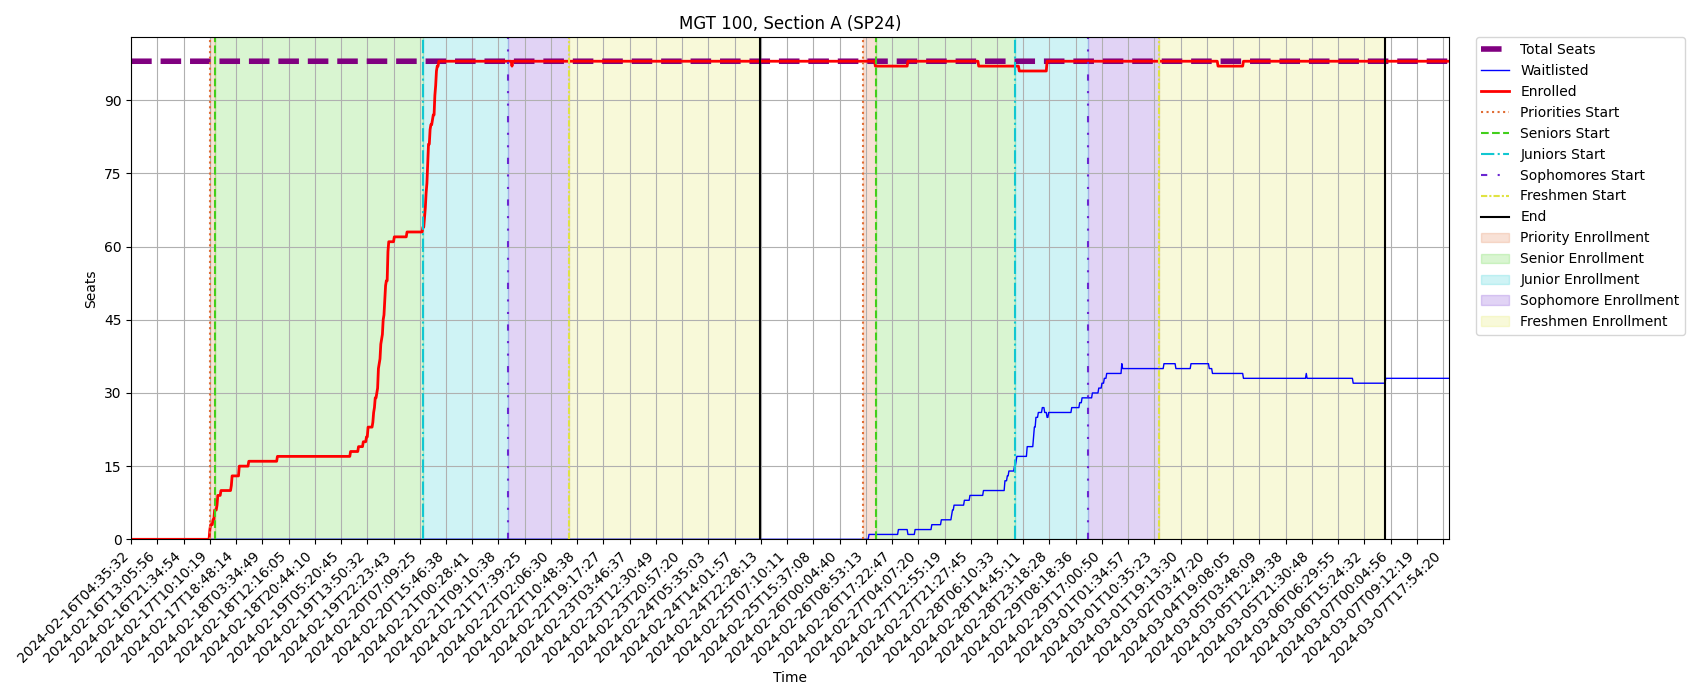 MGT 100, Section A (SP24)
Seats
90
75
60
45
30
15
0
2024-02-16T04:35:32
2024-02-16T13:05:56
2024-02-16T21:34:54
2024-02-17T10:10:19
2024-02-17T18:48:14
2024-02-18T03:34:49
2024-02-18T12:16:05
2024-02-18T20:44:10
2024-02-19T05:20:45
2024-02-19T13:50:32
2024-02-19T22:23:43
2024-02-20T07:09:25
2024-02-20T15:46:38
2024-02-21T00:28:41
2024-02-21T09:10:38
2024-02-21T17:39:25
2024-02-22T02:06:30
2024-02-22T10:48:38
2024-02-22T19:17:27
2024-02-23T03:46:37
2024-02-23T12:30:49
2024-02-23T20:57:20
2024-02-24T05:35:03
2024-02-24T14:01:57
2024-02-24T22:28:13
2024-02-25T07:10:11
2024-02-25T15:37:08
2024-02-26T00:04:40
2024-02-26T08:53:13
2024-02-26T17:22:47
2024-02-27T04:07:20
2024-02-27T12:55:19
2024-02-27T21:27:45
2024-02-28T06:10:33
2024-02-28T14:45:11
2024-02-28T23:18:28
2024-02-29T08:18:36
2024-02-29T17:00:50
2024-03-01T01:34:57
2024-03-01T10:35:23
2024-03-01T19:13:30
2024-03-02T03:47:20
2024-03-04T19:08:05
2024-03-05T03:48:09
2024-03-05T12:49:38
2024-03-05T21:30:48
2024-03-06T06:29:55
2024-03-06T15:24:32
2024-03-07T00:04:56
2024-03-07T09:12:19
2024-03-07T17:54:20
Time
Total Seats
Waitlisted
Enrolled
Priorities Start
Seniors Start
Juniors Start
Sophomores Start
Freshmen Start
End
Priority Enrollment
Senior Enrollment
Junior Enrollment
Sophomore Enrollment
Freshmen Enrollment